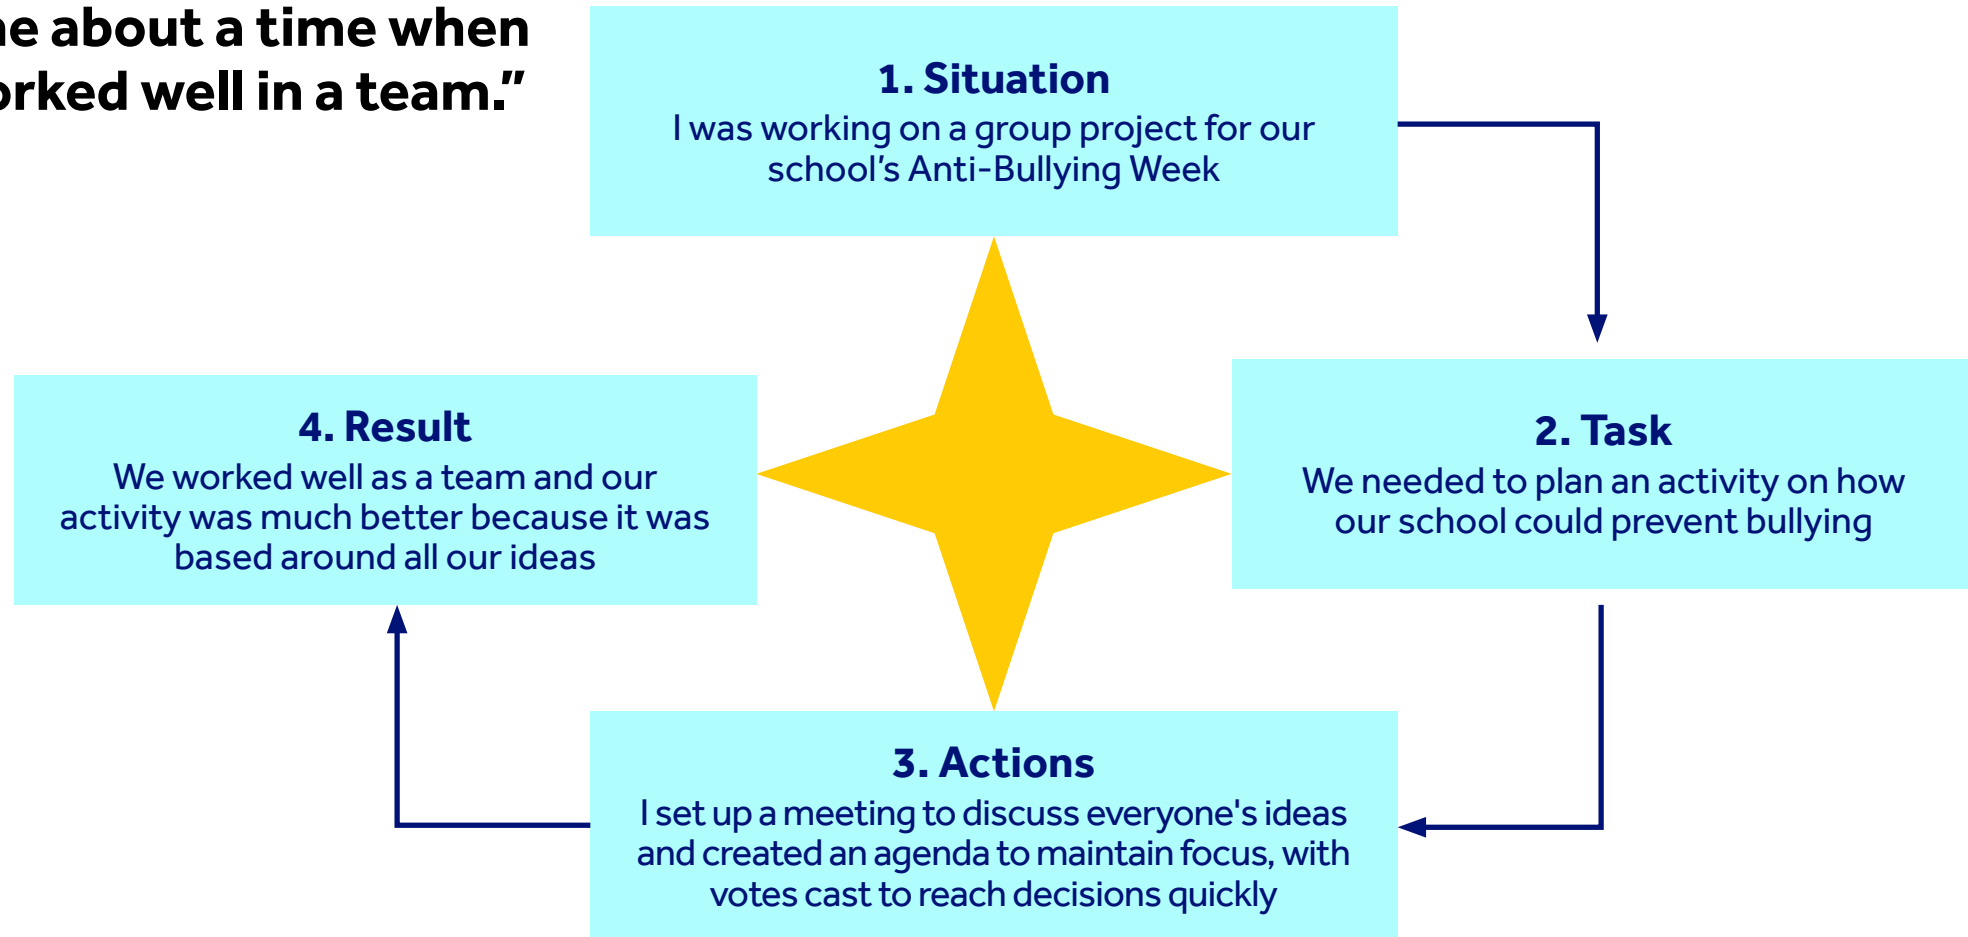 about a time when
well in a team.”
1. Situation
I was working on a group project for our
school’s Anti-Bullying Week
2. Task
We needed to plan an activity on how
our school could prevent bullying
3. Actions
I set up a meeting to discuss everyone's ideas
and created an agenda to maintain focus, with
votes cast to reach decisions quickly
4. Result
We worked well as a team and our
activity was much better because it was
based around all our ideas